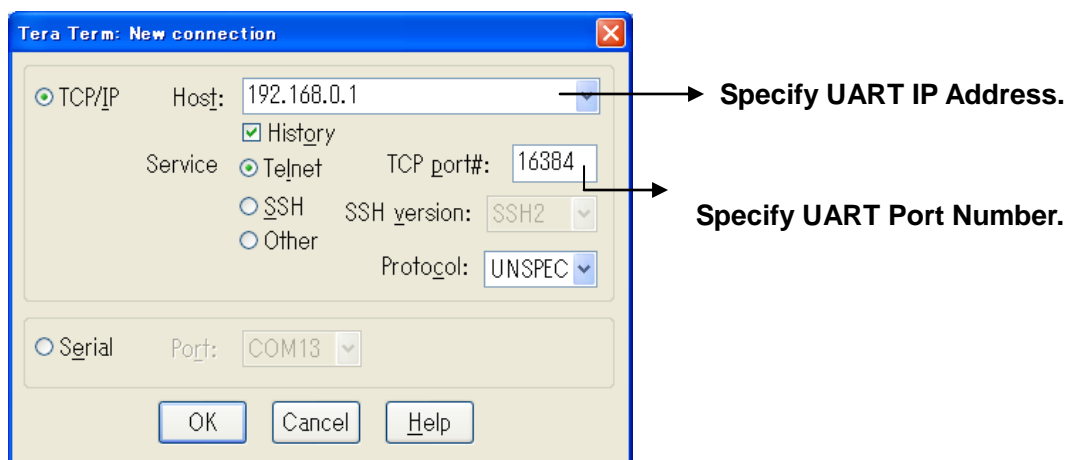 Tera Term: New connection
TCP/IP Host: 192.168.0.1 Specify UART IP Address.
History
Service Telnet TCP port#: 16384
SSH SSH version: SSH2 Specify UART Port Number.
Other
Protocol: UNSPEC
Serial Port: COM13
OK Cancel Help